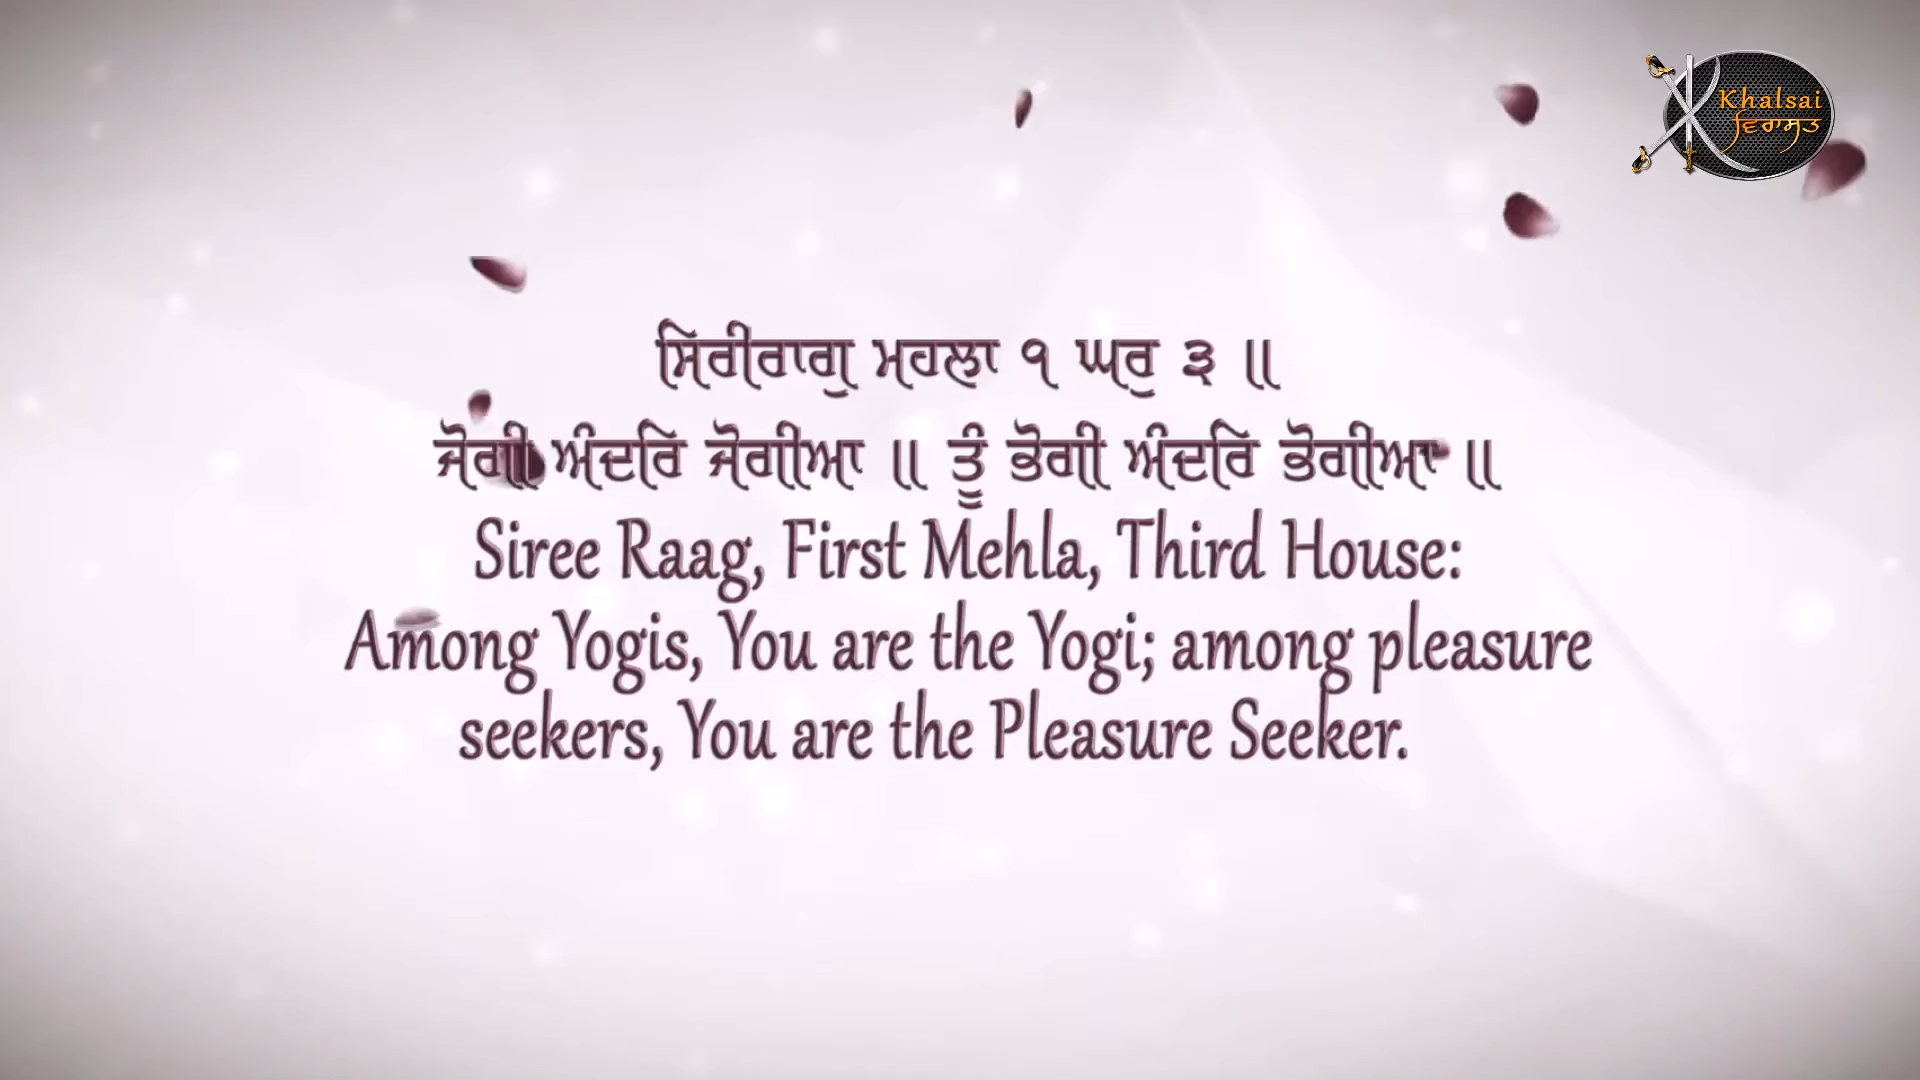 Khalsai
ਵਿਰਾਸਤ
ਸਿਰੀਰਾਗੁ ਮਹਲਾ ੧ ਘਰੁ ੩ ॥
ਜੋਗੀ ਅੰਦਰਿ ਜੋਗੀਆ ॥ ਤੂੰ ਭੋਗੀ ਅੰਦਰਿ ਭੋਗੀਆ ॥
Siree Raag, First Mehla, Third House:
Among Yogis, You are the Yogi; among pleasure
seekers, You are the Pleasure Seeker.